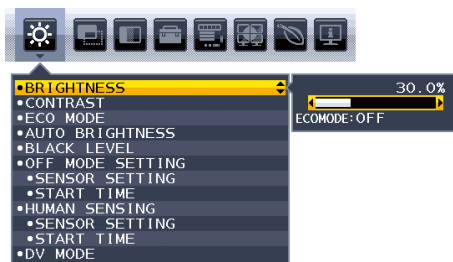 •BRIGHTNESS
30.0%
ECOMODE:OFF
•CONTRAST
•ECO MODE
•AUTO BRIGHTNESS
•BLACK LEVEL
•OFF MODE SETTING
•SENSOR SETTING
•START TIME
•HUMAN SENSING
•SENSOR SETTING
•START TIME
•DV MODE